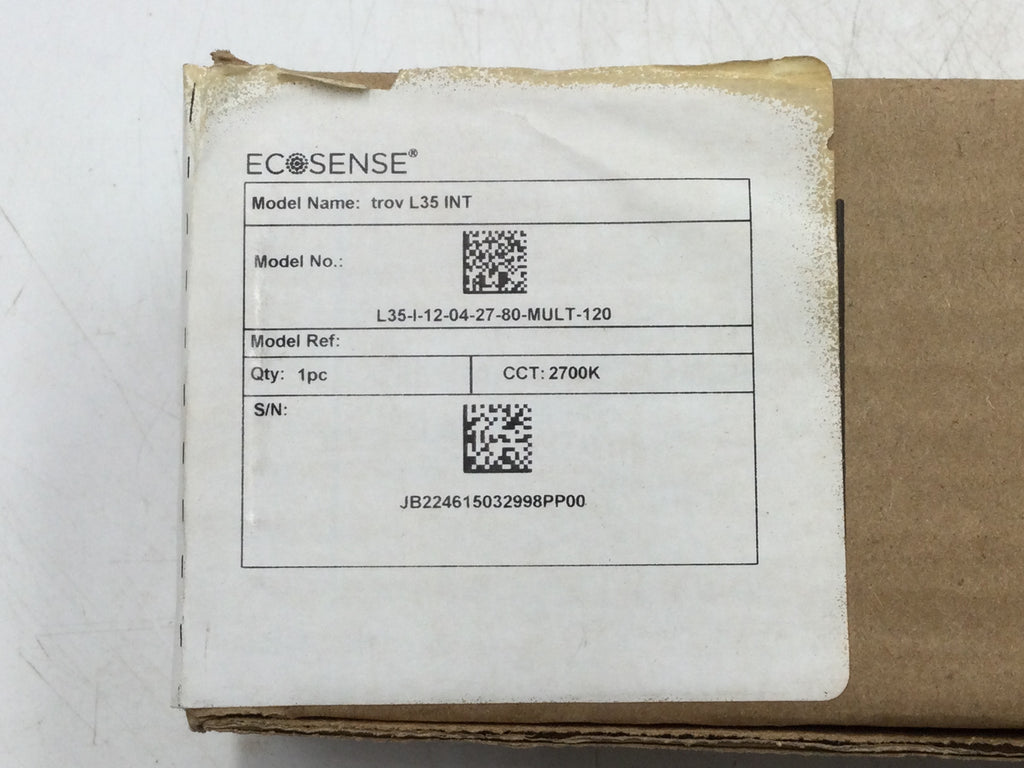 ECOSENSE®
Model Name: trov L35 INT
Model No.:
L35-I-12-04-27-80-MULT-120
Model Ref:
Qty: 1pc CCT: 2700K
S/N:
JB224615032998PP00